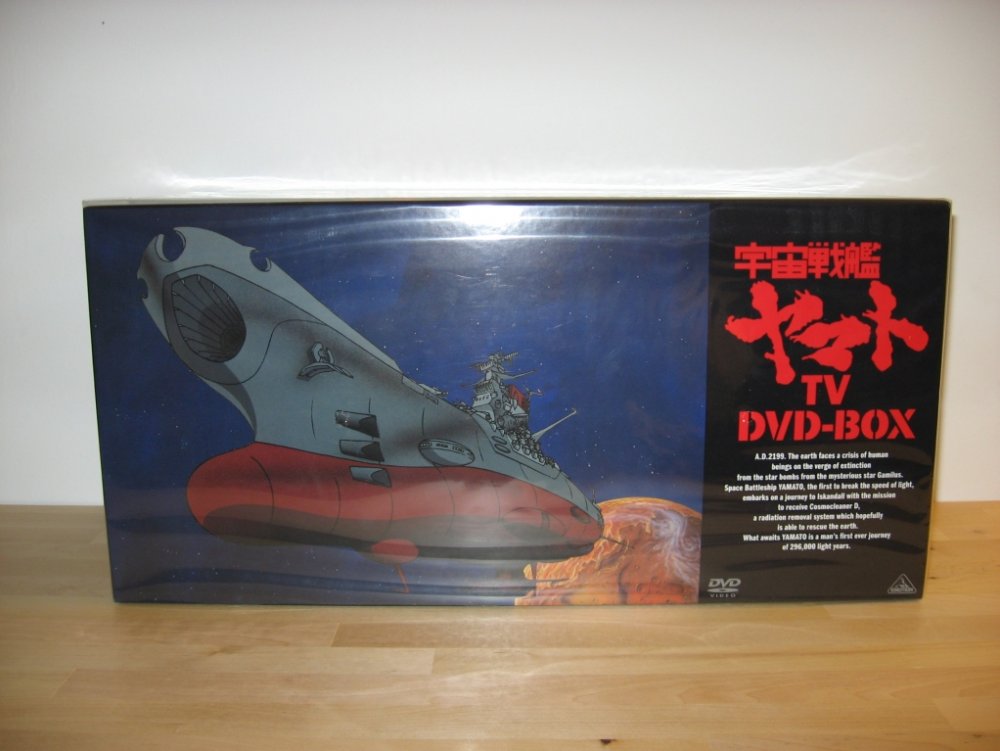 宇宙戦艦
ヤマト
TV
DVD-BOX
A.D.2199. The earth faces a crisis of human
beings on the verge of extinction
from the star bombs from the mysterious star Gamilus.
Space Battleship YAMATO, the first to break the speed of light,
embarks on a journey to Iskandall with the mission
to receive Cosmocleaner D,
a radiation removal system which hopefully
is able to rescue the earth.
What awaits YAMATO is a man's first ever journey
of 296,000 light years.
DVD
VIDEO
EMOTION